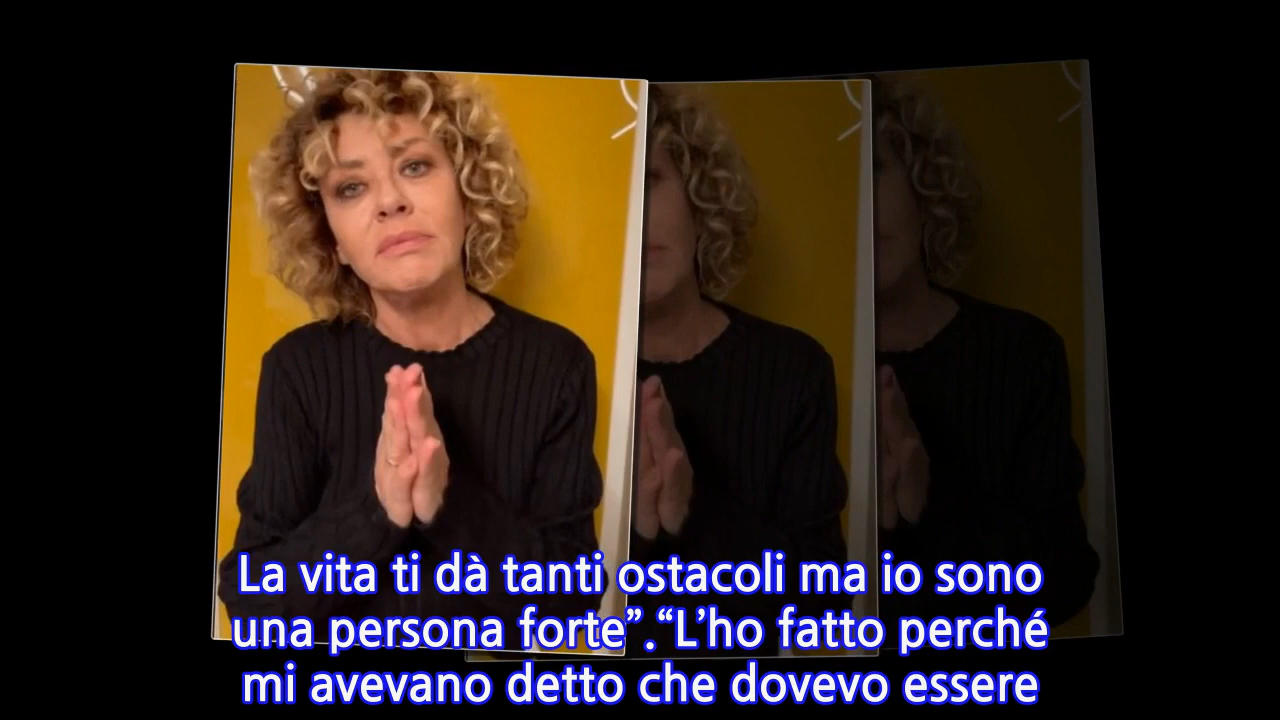 La vita ti dà tanti ostacoli ma io sono
una persona forte”.“L’ho fatto perché
mi avevano detto che dovevo essere